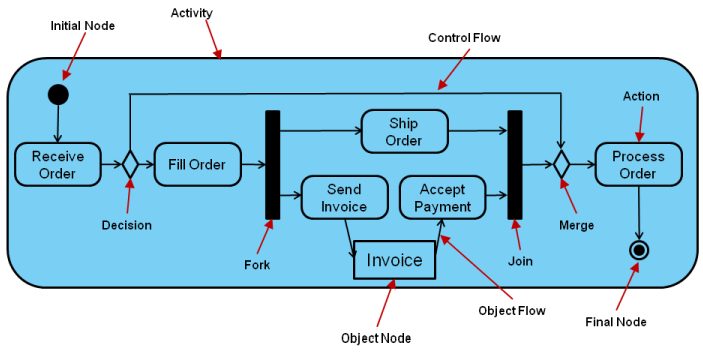 Activity
Initial Node
Control Flow
Action
Receive
Order
Fill Order
Ship
Order
Send
Invoice
Accept
Payment
Process
Order
Decision
Merge
Invoice
Fork
Join
Object Node
Object Flow
Final Node